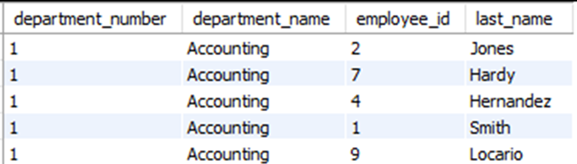 department_number department_name employee_id last_name
1 Accounting 2 Jones
1 Accounting 7 Hardy
1 Accounting 4 Hernandez
1 Accounting 1 Smith
1 Accounting 9 Locario